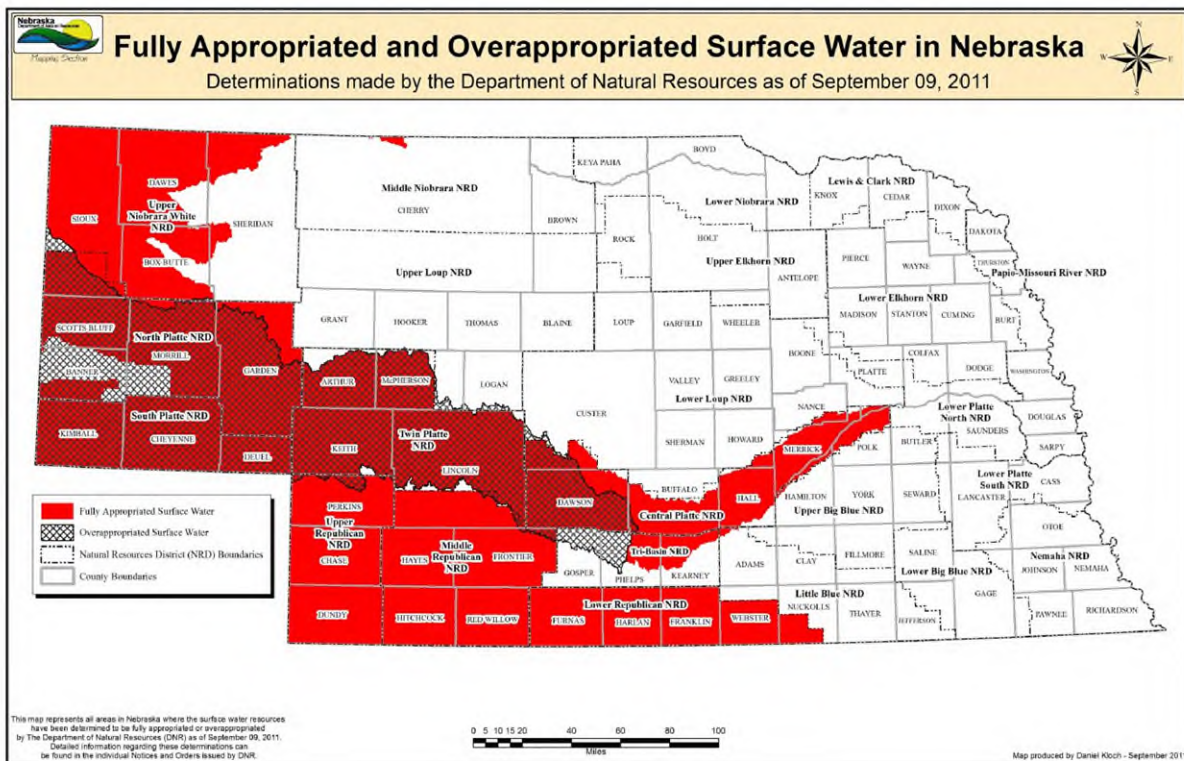 Nebraska
Department of Natural Resources
Mapping Section
Fully Appropriated and Overappropriated Surface Water in Nebraska
Determinations made by the Department of Natural Resources as of September 09, 2011
N
W
E
S
BOYD
KEYA PAHA
DAWES
Upper
Niobrara White
NRD
SIOUX
SHERIDAN
Middle Niobrara NRD
CHERRY
BROWN
ROCK
Lower Niobrara NRD
HOLT
KNOX
Lewis & Clark NRD
CEDAR
DIXON
DAKOTA
BOX BUTTE
Upper Loup NRD
Upper Elkhorn NRD
ANTELOPE
PIERCE
WAYNE
THURSTON
Papio-Missouri River NRD
GRANT
HOOKER
THOMAS
BLAINE
LOUP
GARFIELD
WHEELER
Lower Elkhorn NRD
MADISON
STANTON
CUMING
BURT
SCOTTS BLUFF
North Platte NRD
MORRILL
BANNER
GARDEN
ARTHUR
McPHERSON
LOGAN
CUSTER
VALLEY
GREELEY
Lower Loup NRD
BOONE
PLATTE
COLFAX
DODGE
WASHINGTON
KIMBALL
South Platte NRD
CHEYENNE
DEUEL
KEITH
Twin Platte
NRD
LINCOLN
SHERMAN
HOWARD
NANCE
MERRICK
POLK
BUTLER
Lower Platte
North NRD
SAUNDERS
DOUGLAS
SARPY
DAWSON
BUFFALO
HALL
Central Platte NRD
HAMILTON
YORK
Upper Big Blue NRD
SEWARD
LANCASTER
Lower Platte
South NRD
CASS
OTOE
PERKINS
Upper
Republican
NRD
CHASE
HAYES
Middle
Republican
NRD
FRONTIER
GOSPER
PHELPS
Tri-Basin NRD
KEARNEY
ADAMS
CLAY
FILLMORE
SALINE
Lower Big Blue NRD
GAGE
Nemaha NRD
JOHNSON
NEMAHA
DUNDY
HITCHCOCK
RED WILLOW
FURNAS
Lower Republican NRD
HARLAN
FRANKLIN
WEBSTER
Little Blue NRD
NUCKOLLS
THAYER
JEFFERSON
PAWNEE
RICHARDSON
Fully Appropriated Surface Water
Overappropriated Surface Water
Natural Resources District (NRD) Boundaries
County Boundaries
This map represents all areas in Nebraska where the surface water resources
have been determined to be fully appropriated or overappropriated
by The Department of Natural Resources (DNR) as of September 09, 2011.
Detailed information regarding these determinations can
be found in the individual Notices and Orders issued by DNR.
0 5 10 15 20 40 60 80 100
Miles
Map produced by Daniel Kloch - September 2011